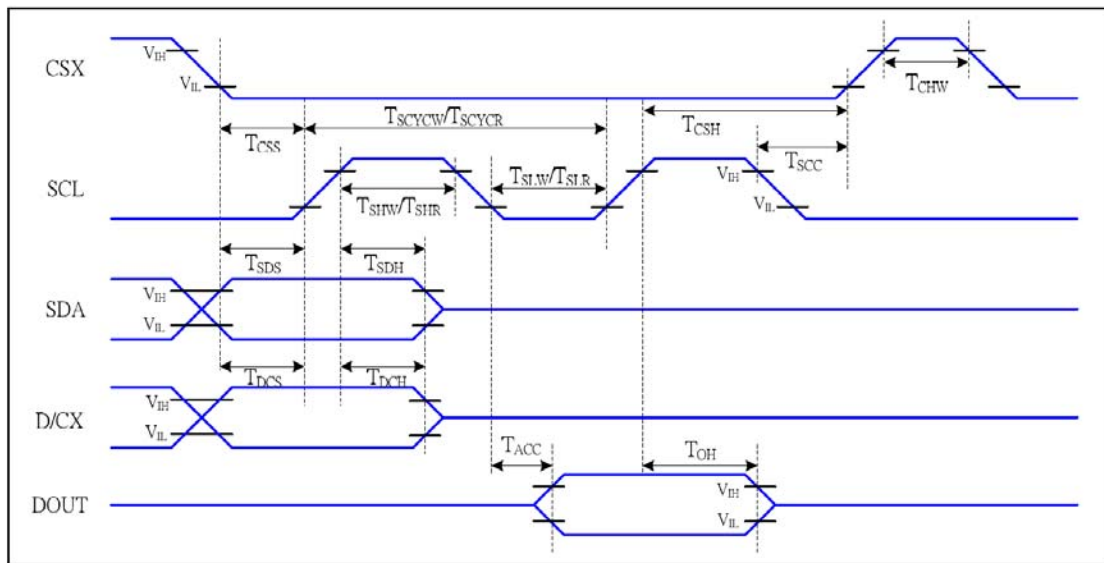 CSX
VIH
VIL
TCHW
TSCYCW/TSCYCR
TCSS
TCSH
TSCC
SCL
TSLW/TSLR
TSHW/TSHR
VIH
VIL
TSDS
TSDH
SDA
VIH
VIL
TDCS
TDCH
D/CX
VIH
VIL
TACC
TOH
DOUT
VIH
VIL